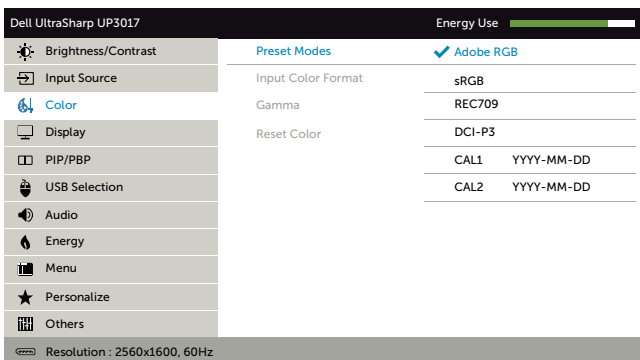 Dell UltraSharp UP3017 Energy Use
Brightness/Contrast Preset Modes Adobe RGB
Input Source Input Color Format sRGB
Color Gamma REC709
Display Reset Color DCI-P3
PIP/PBP CAL1 YYYY-MM-DD
USB Selection CAL2 YYYY-MM-DD
Audio
Energy
Menu
Personalize
Others
Resolution : 2560x1600, 60Hz